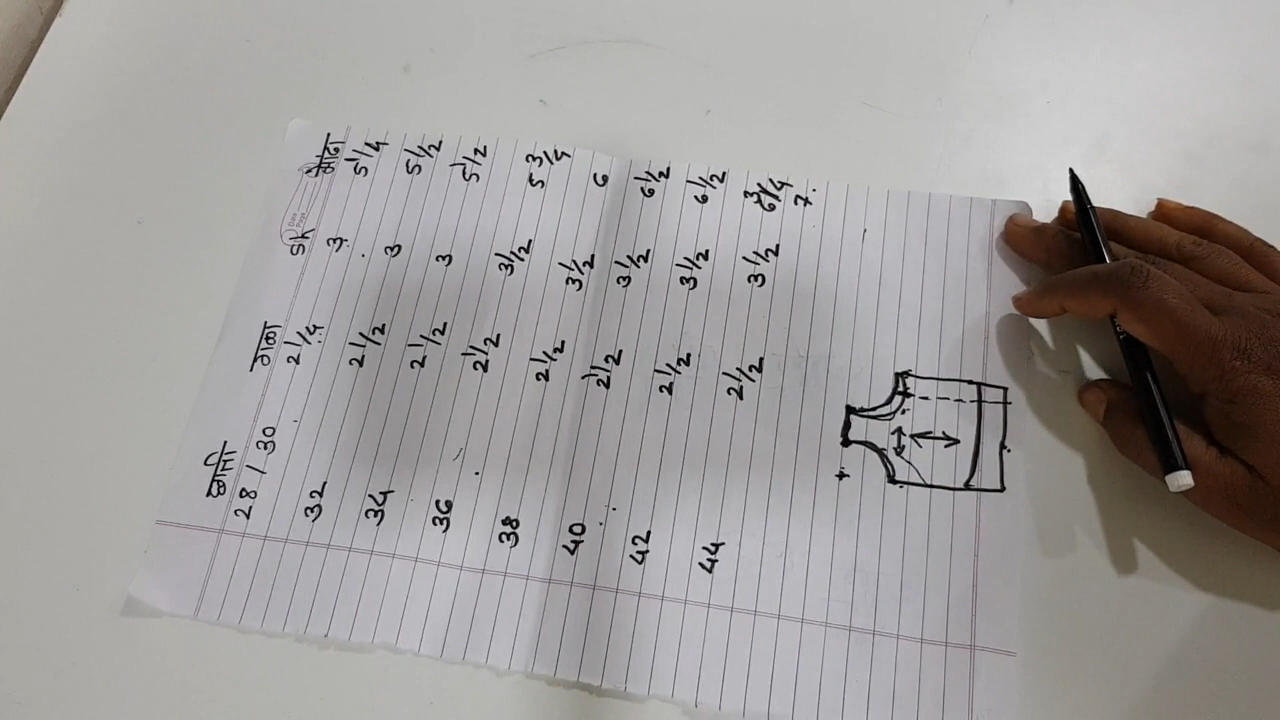 छाती गळा Sh मोंढा
28 / 30 2 1/4 3 5 1/4
32 2 1/2 3 5 1/2
34 2 1/2 3 5 1/2
36 2 1/2 3 1/2 5 3/4
38 2 1/2 3 1/2 6
40 2 1/2 3 1/2 6 1/2
42 2 1/2 3 1/2 6 1/2
44 2 1/2 3 1/2 6 3/4
7.
Date
Page